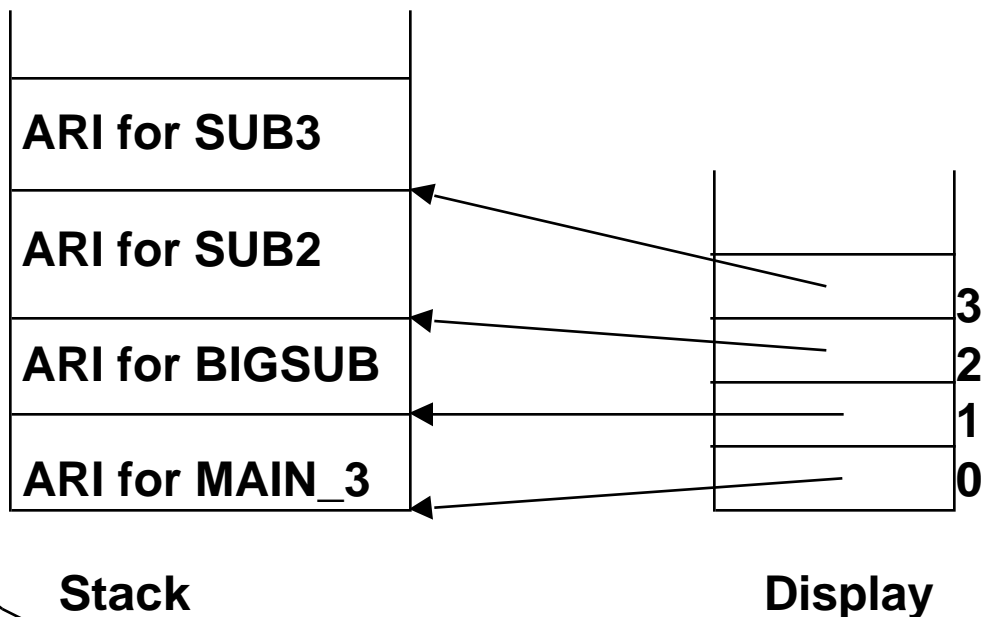 ARI for SUB3
ARI for SUB2
ARI for BIGSUB
ARI for MAIN_3
3
2
1
0
Stack
Display